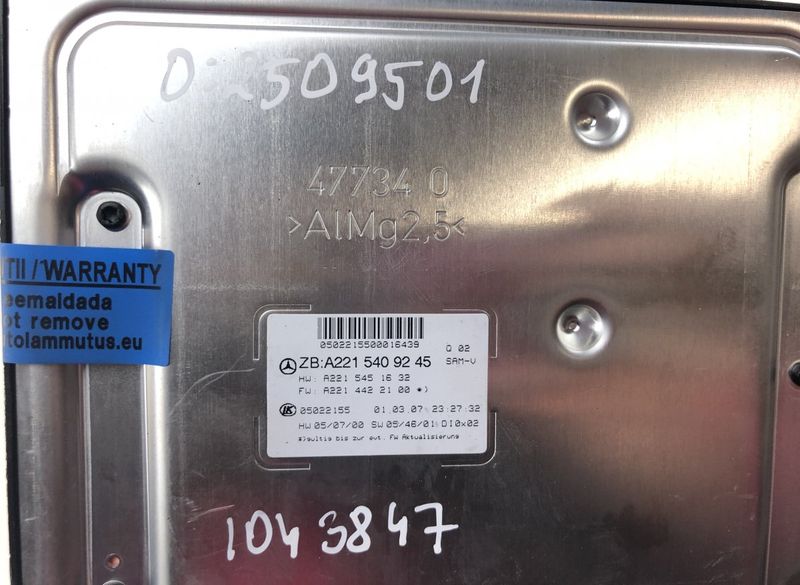 0 2509501
47734 0
>AlMg2,5<
TII / WARRANTY
eemaldada
ot remove
tolammutus.eu
0502215500016439
Q 02
ZB:A221 540 92 45
SAM-V
HW: A221 545 16 32
FW: A221 442 21 00 *)
05022155 01.03.07 23:27:32
HW 05/07/00 SW 05/46/01 DI0x02
*)gultig bis zur evt. FW Aktualisierung
1043847